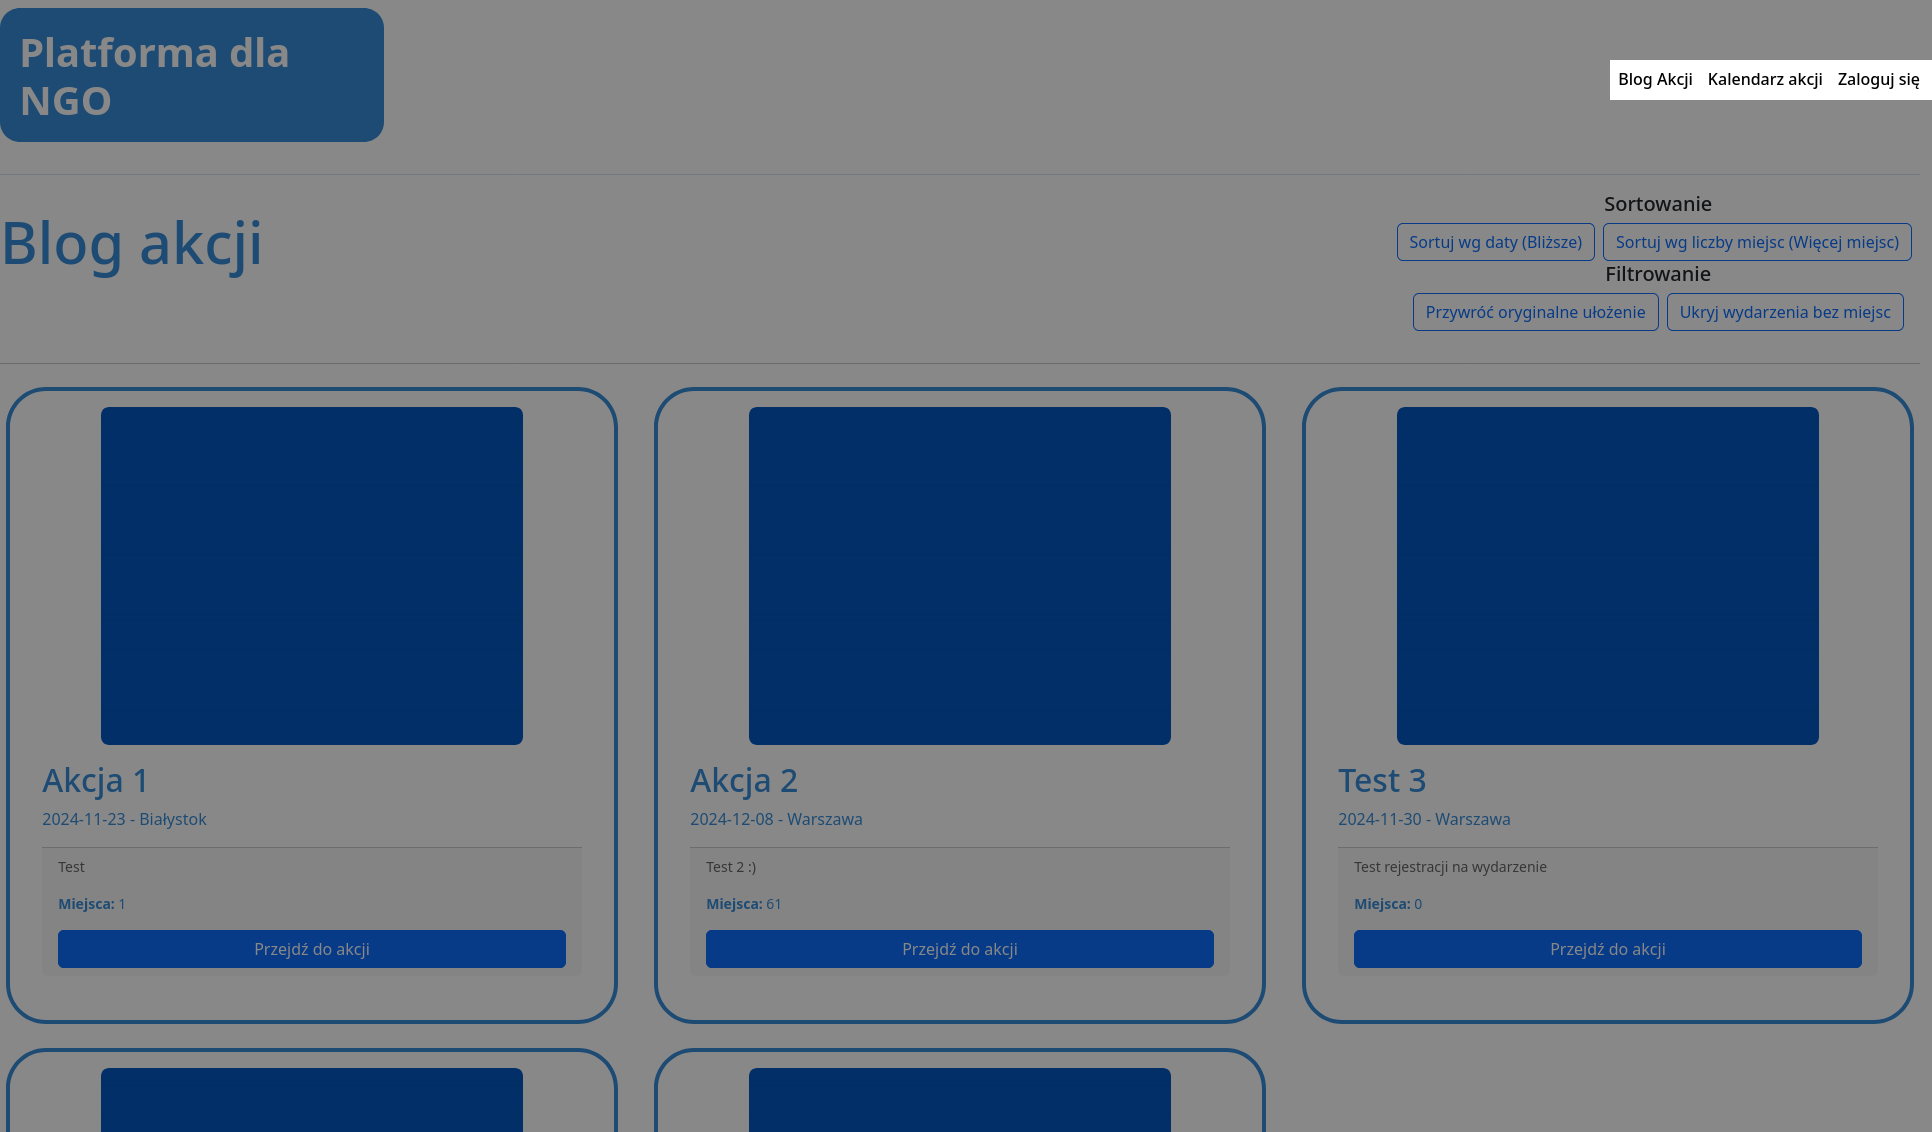 Platforma dla
NGO
Blog Akcji Kalendarz akcji Zaloguj się
Blog akcji
Sortowanie
Sortuj wg daty (Bliższe) Sortuj wg liczby miejsc (Więcej miejsc)
Filtrowanie
Przywróć oryginalne ułożenie Ukryj wydarzenia bez miejsc
Akcja 1
2024-11-23 - Białystok
Test
Miejsca: 1
Przejdź do akcji
Akcja 2
2024-12-08 - Warszawa
Test 2 :)
Miejsca: 61
Przejdź do akcji
Test 3
2024-11-30 - Warszawa
Test rejestracji na wydarzenie
Miejsca: 0
Przejdź do akcji